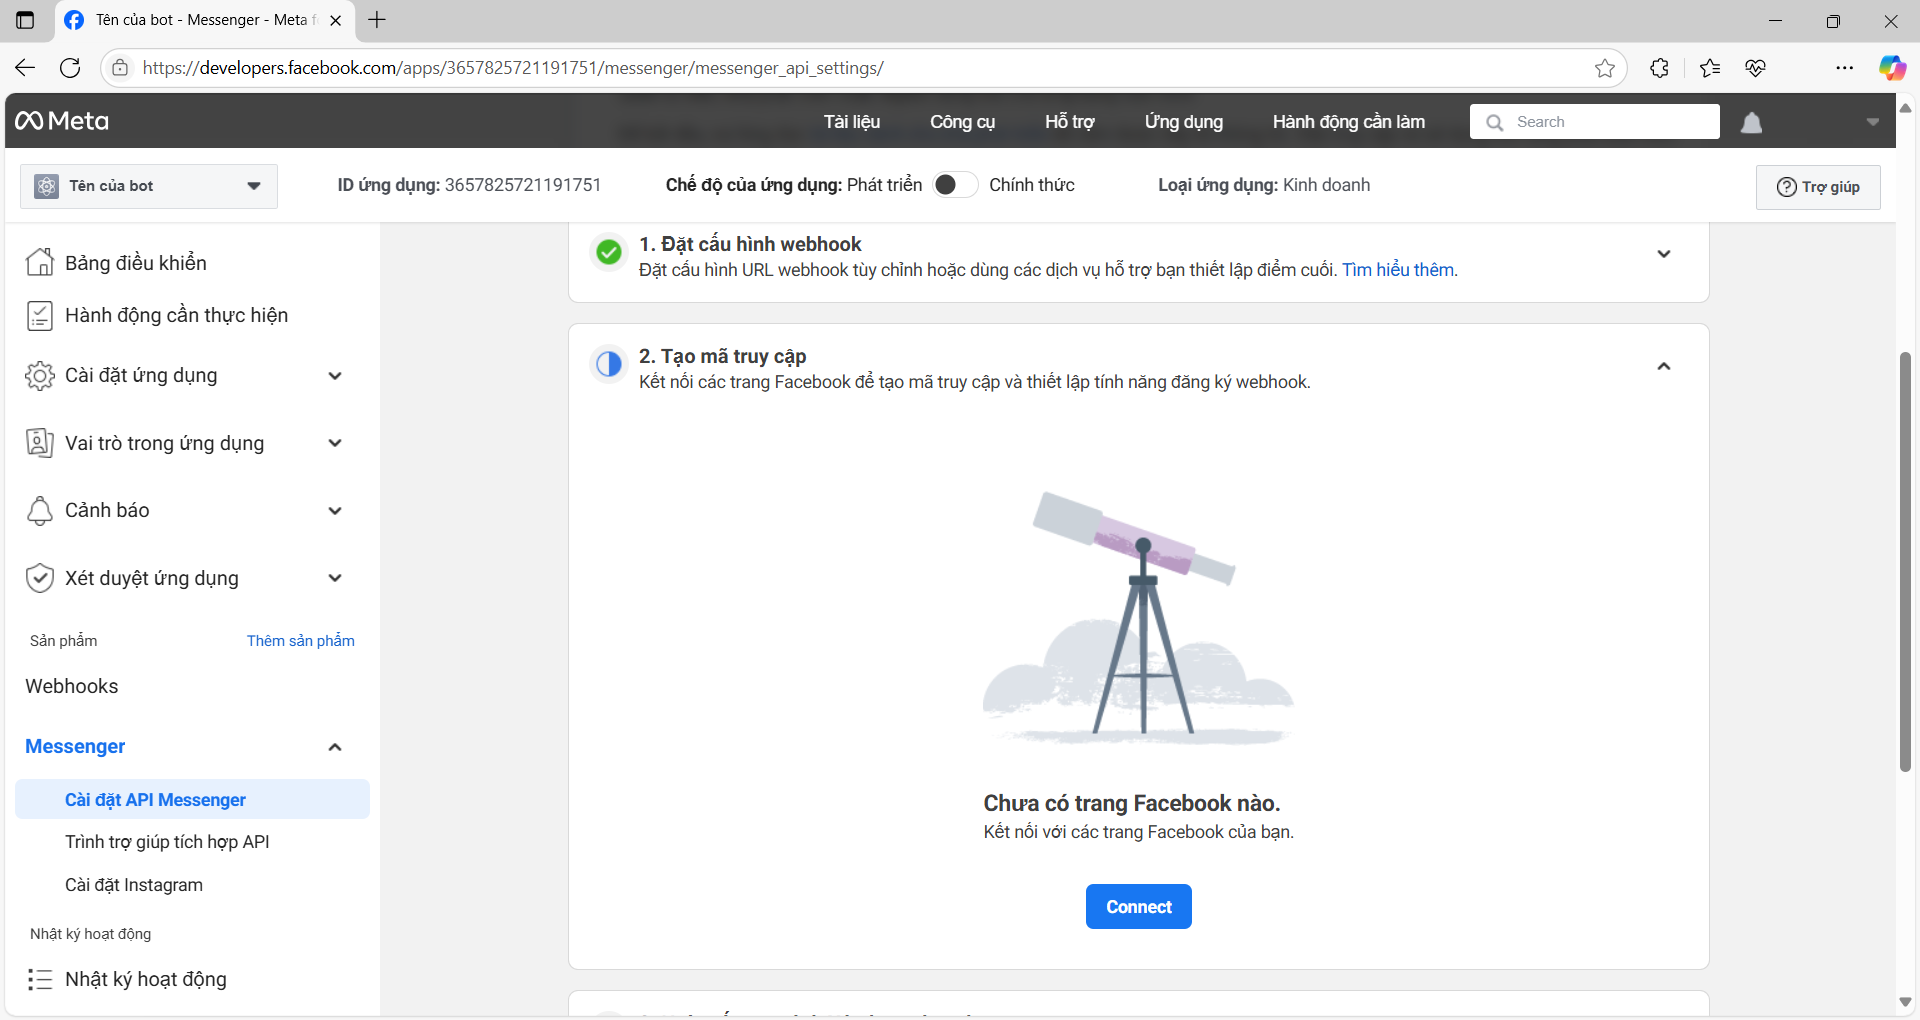 Tên của bot - Messenger - Meta f
https://developers.facebook.com/apps/3657825721191751/messenger/messenger_api_settings/
Meta
Tài liệu
Công cụ
Hỗ trợ
Ứng dụng
Hành động cần làm
Search
Tên của bot
ID ứng dụng: 3657825721191751
Chế độ của ứng dụng: Phát triển
Chính thức
Loại ứng dụng: Kinh doanh
Trợ giúp
Bảng điều khiển
Hành động cần thực hiện
Cài đặt ứng dụng
Vai trò trong ứng dụng
Cảnh báo
Xét duyệt ứng dụng
Sản phẩm
Thêm sản phẩm
Webhooks
Messenger
Cài đặt API Messenger
Trình trợ giúp tích hợp API
Cài đặt Instagram
Nhật ký hoạt động
Nhật ký hoạt động
1. Đặt cấu hình webhook
Đặt cấu hình URL webhook tùy chỉnh hoặc dùng các dịch vụ hỗ trợ bạn thiết lập điểm cuối. Tìm hiểu thêm.
2. Tạo mã truy cập
Kết nối các trang Facebook để tạo mã truy cập và thiết lập tính năng đăng ký webhook.
Chưa có trang Facebook nào.
Kết nối với các trang Facebook của bạn.
Connect